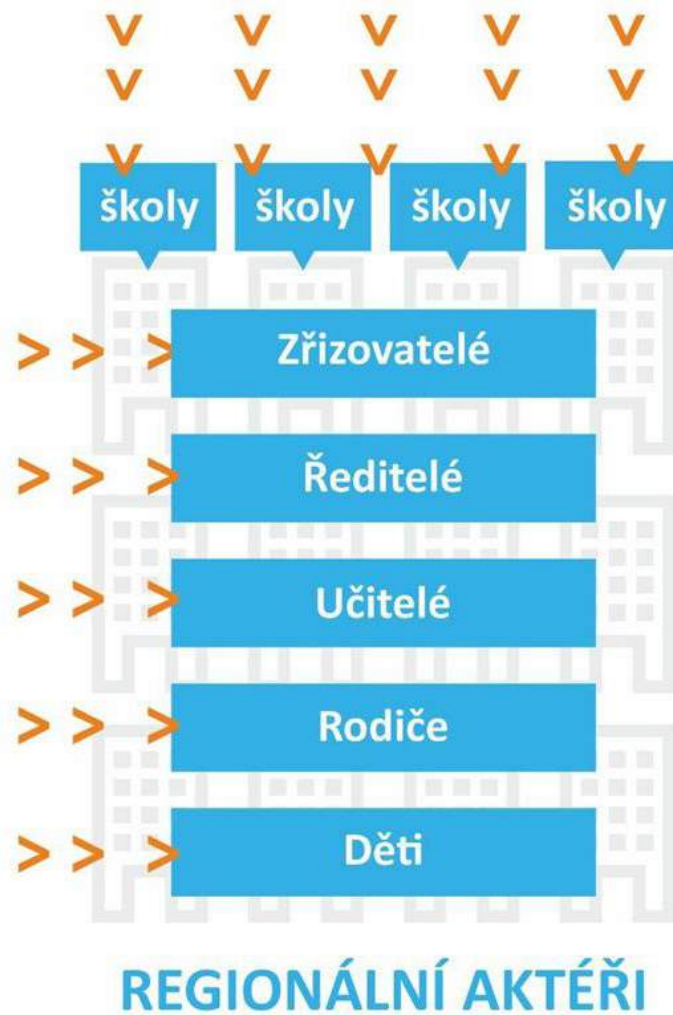 školy školy školy školy
Zřizovatelé
Ředitelé
Učitelé
Rodiče
Děti
REGIONÁLNÍ AKTÉŘI